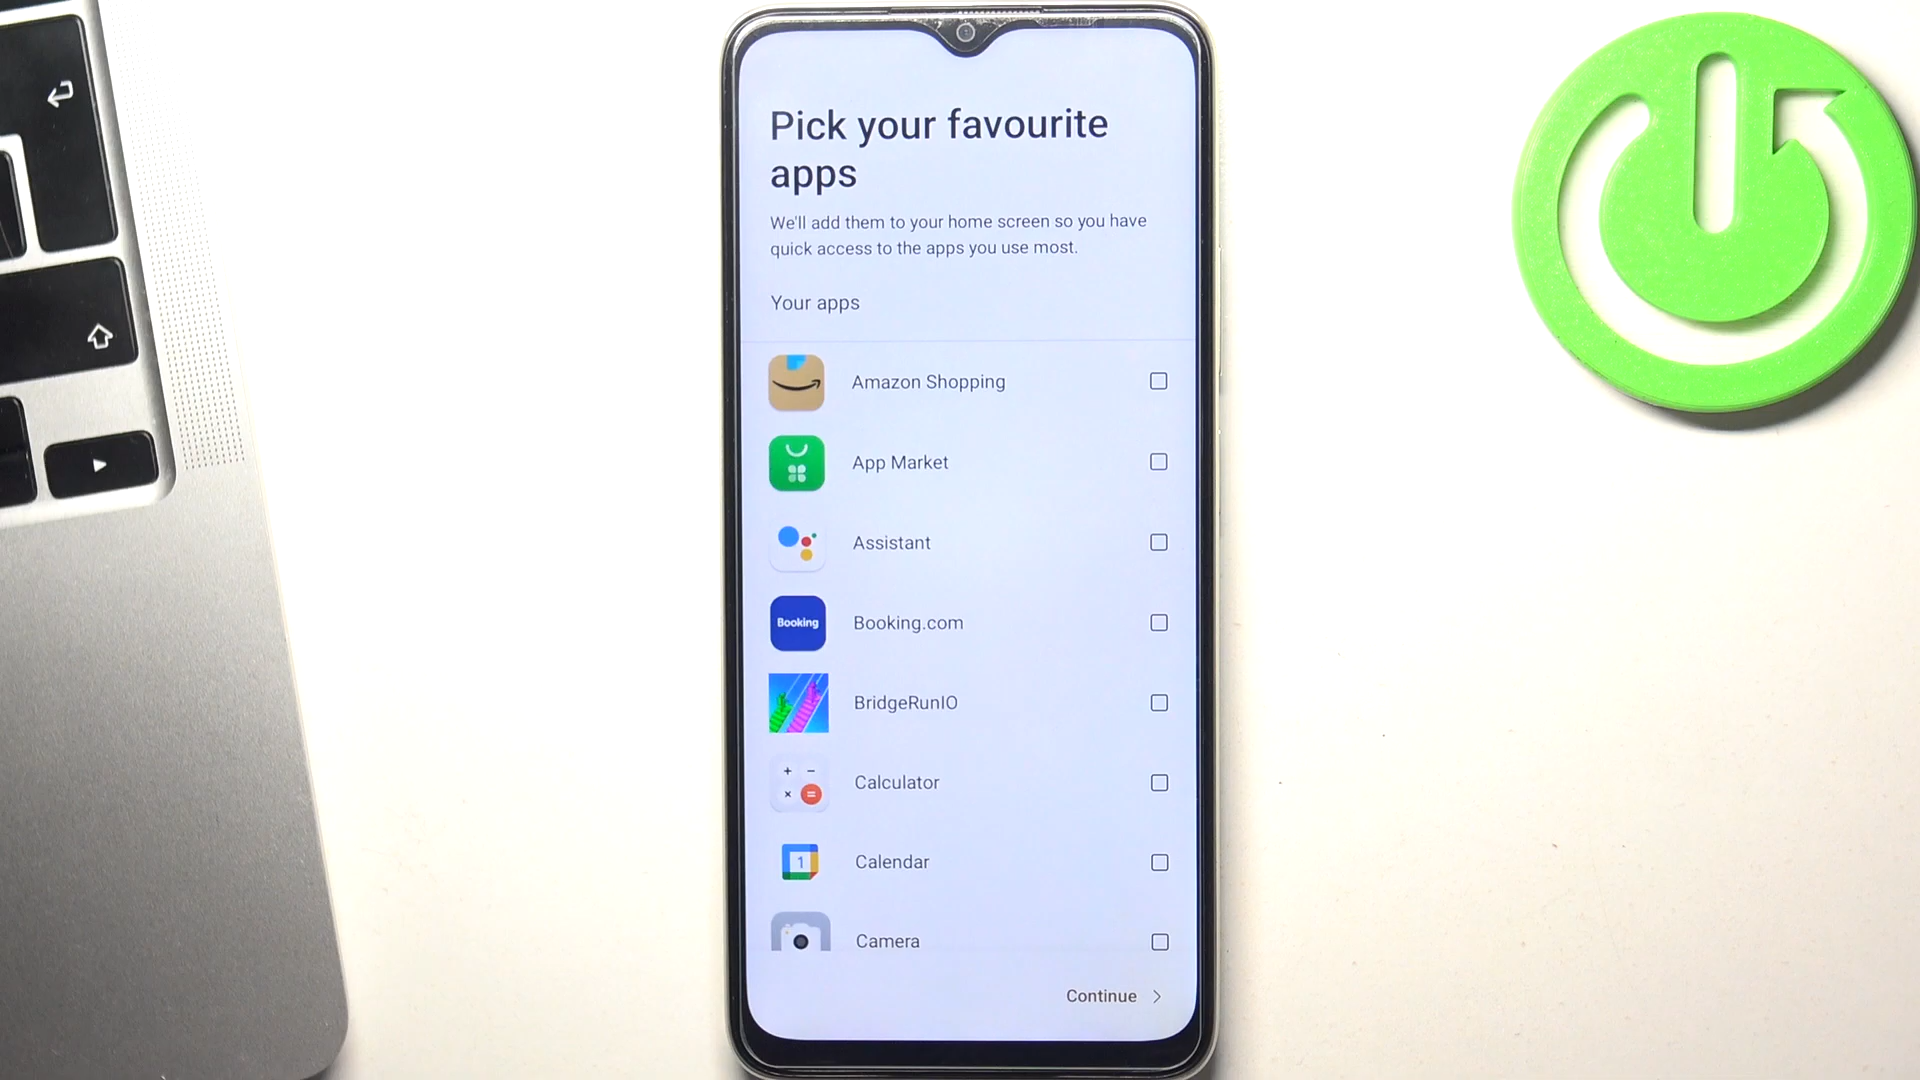 Pick your favourite
apps
We'll add them to your home screen so you have
quick access to the apps you use most.
Your apps
Amazon Shopping
App Market
Assistant
Booking
Booking.com
BridgeRunIO
+ −
× =
Calculator
1
Calendar
Camera
Continue >